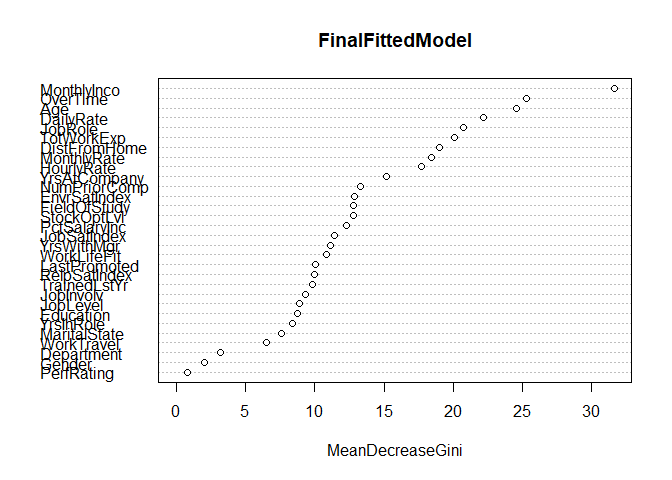 FinalFittedModel
MonthlyInco
OverTime
Age
DailyRate
JobRole
TotWorkExp
DistFromHome
MonthlyRate
HourlyRate
YrsAtCompany
NumPriorComp
EnvrSatIndex
FieldOfStudy
StockOptLvl
PctSalaryInc
JobSatIndex
YrsWithMgr
WorkLifeFit
LastPromoted
RelpSatIndex
TrainedLstYr
JobInvolv
JobLevel
Education
YrsInRole
MaritalState
WorkTravel
Department
Gender
PerfRating
0 5 10 15 20 25 30
MeanDecreaseGini